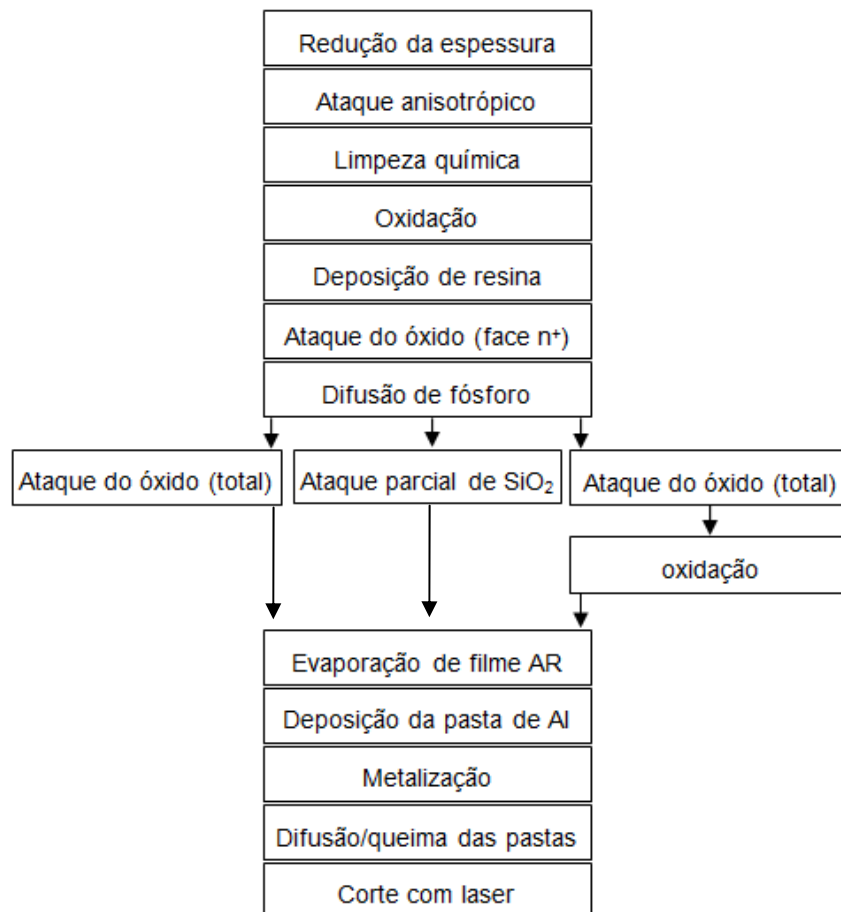 Redução da espessura
Ataque anisotrópico
Limpeza química
Oxidação
Deposição de resina
Ataque do óxido (face n⁺)
Difusão de fósforo
Ataque do óxido (total)
Ataque parcial de SiO₂
Ataque do óxido (total)
oxidação
Evaporação de filme AR
Deposição da pasta de Al
Metalização
Difusão/queima das pastas
Corte com laser